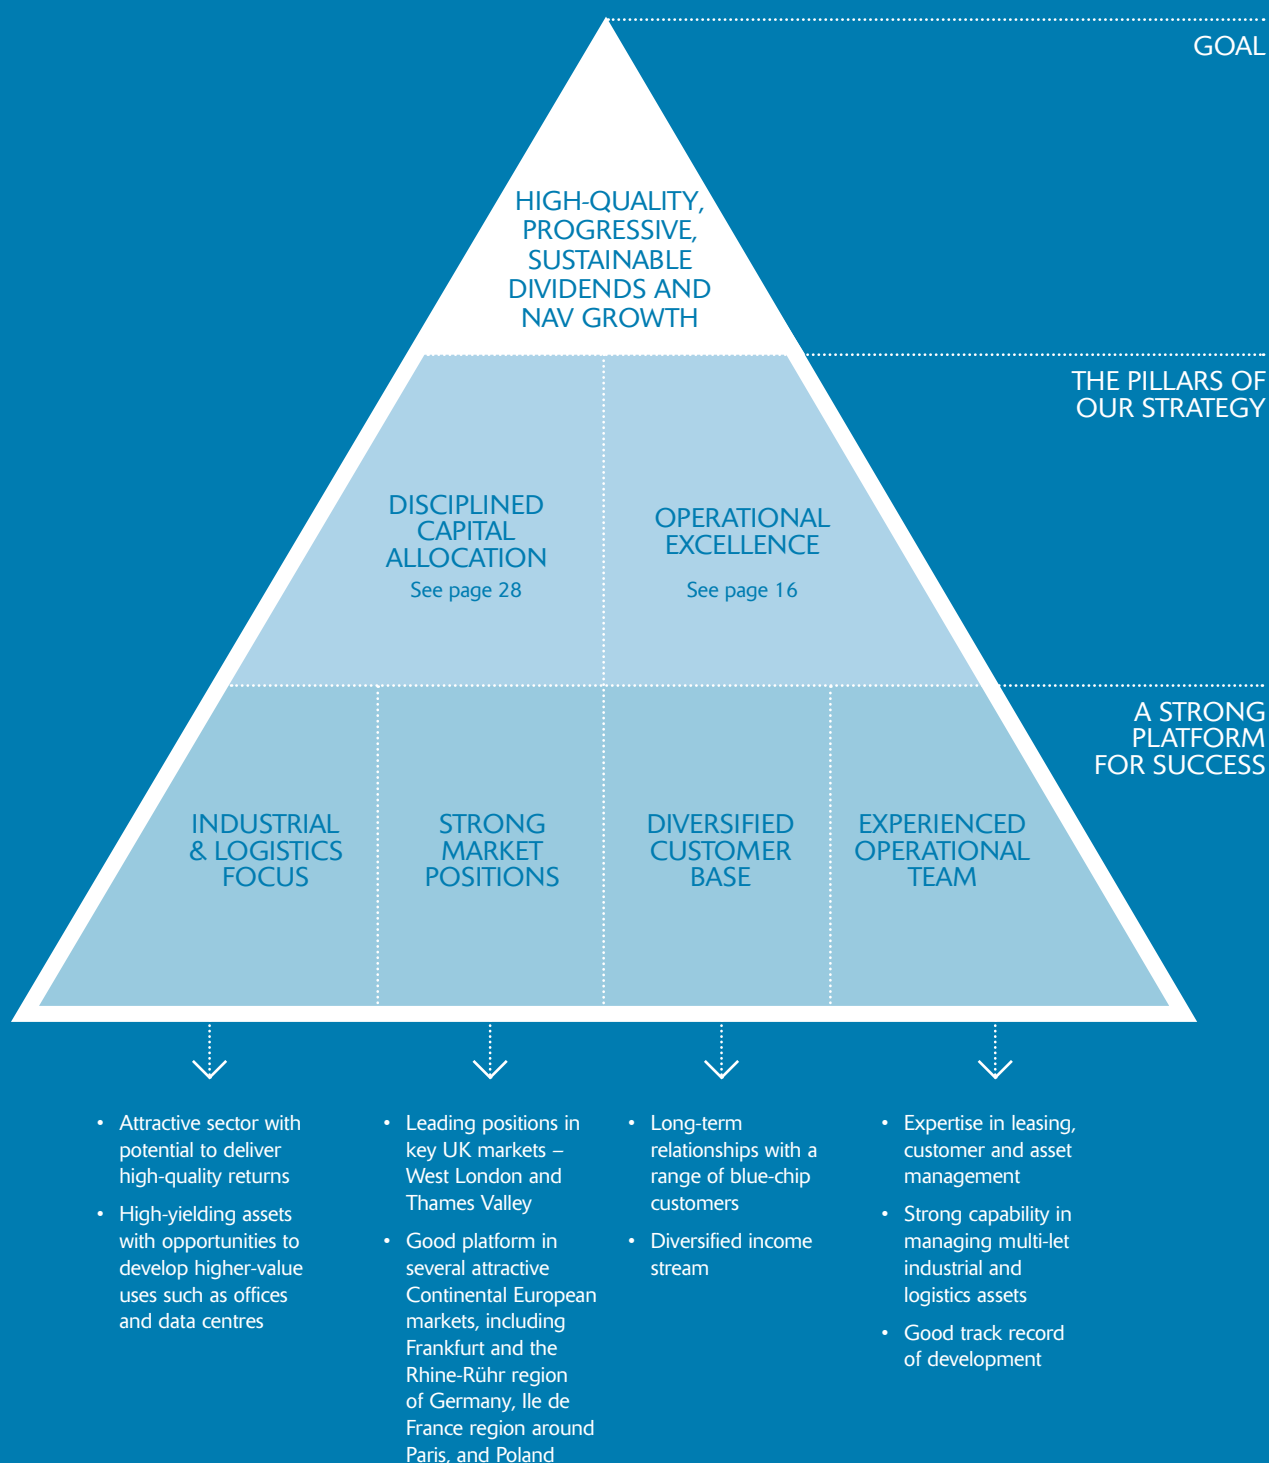 GOAL
HIGH-QUALITY,
PROGRESSIVE,
SUSTAINABLE
DIVIDENDS AND
NAV GROWTH
THE PILLARS OF
OUR STRATEGY
DISCIPLINED
CAPITAL
ALLOCATION
See page 28
OPERATIONAL
EXCELLENCE
See page 16
A STRONG
PLATFORM
FOR SUCCESS
INDUSTRIAL
& LOGISTICS
FOCUS
STRONG
MARKET
POSITIONS
DIVERSIFIED
CUSTOMER
BASE
EXPERIENCED
OPERATIONAL
TEAM
• Attractive sector with
potential to deliver
high-quality returns
• High-yielding assets
with opportunities to
develop higher-value
uses such as offices
and data centres
• Leading positions in
key UK markets –
West London and
Thames Valley
• Good platform in
several attractive
Continental European
markets, including
Frankfurt and the
Rhine-Rühr region
of Germany, Ile de
France region around
Paris, and Poland
• Long-term
relationships with a
range of blue-chip
customers
• Diversified income
stream
• Expertise in leasing,
customer and asset
management
• Strong capability in
managing multi-let
industrial and
logistics assets
• Good track record
of development